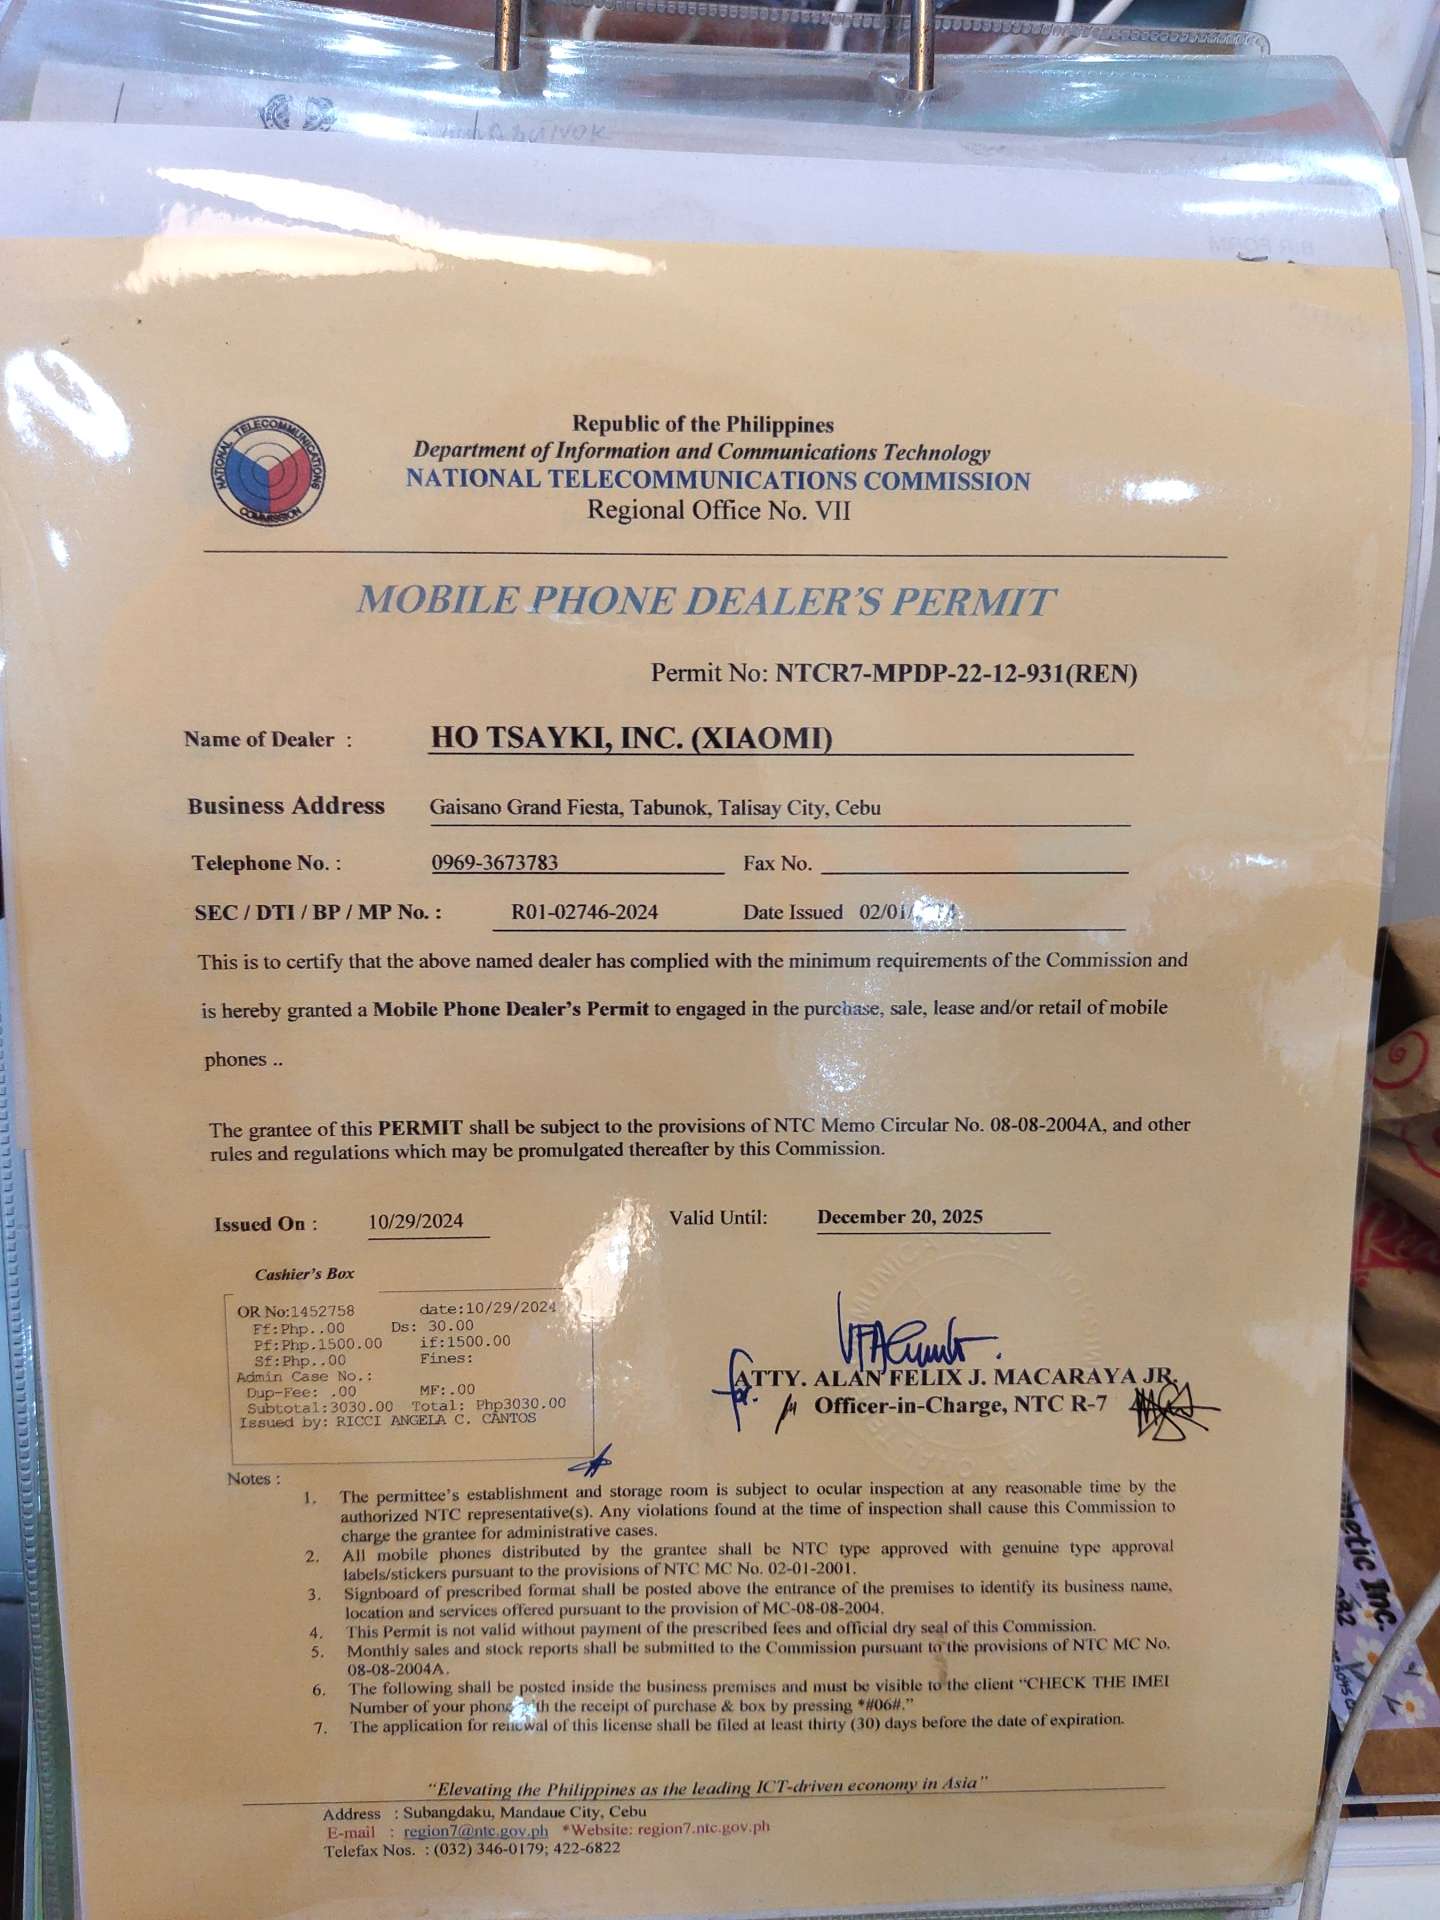 NATIONAL TELECOMMUNICATIONS
COMMISSION
Republic of the Philippines
Department of Information and Communications Technology
NATIONAL TELECOMMUNICATIONS COMMISSION
Regional Office No. VII
MOBILE PHONE DEALER'S PERMIT
Permit No: NTCR7-MPDP-22-12-931(REN)
Name of Dealer : HO TSAYKI, INC. (XIAOMI)
Business Address Gaisano Grand Fiesta, Tabunok, Talisay City, Cebu
Telephone No. : 0969-3673783 Fax No.
SEC / DTI / BP / MP No. : R01-02746-2024 Date Issued 02/01/
This is to certify that the above named dealer has complied with the minimum requirements of the Commission and
is hereby granted a Mobile Phone Dealer's Permit to engaged in the purchase, sale, lease and/or retail of mobile
phones ..
The grantee of this PERMIT shall be subject to the provisions of NTC Memo Circular No. 08-08-2004A, and other
rules and regulations which may be promulgated thereafter by this Commission.
Issued On : 10/29/2024 Valid Until: December 20, 2025
Cashier's Box
OR No:1452758 date:10/29/2024
Ff:Php..00 Ds: 30.00
Pf:Php.1500.00 if:1500.00
Sf:Php..00 Fines:
Admin Case No.:
Dup-Fee: .00 MF:.00
Subtotal:3030.00 Total: Php3030.00
Issued by: RICCI ANGELA C. CANTOS
for.
ATTY. ALAN FELIX J. MACARAYA JR.
Officer-in-Charge, NTC R-7
Notes :
1. The permittee's establishment and storage room is subject to ocular inspection at any reasonable time by the
authorized NTC representative(s). Any violations found at the time of inspection shall cause this Commission to
charge the grantee for administrative cases.
2. All mobile phones distributed by the grantee shall be NTC type approved with genuine type approval
labels/stickers pursuant to the provisions of NTC MC No. 02-01-2001.
3. Signboard of prescribed format shall be posted above the entrance of the premises to identify its business name,
location and services offered pursuant to the provision of MC-08-08-2004.
4. This Permit is not valid without payment of the prescribed fees and official dry seal of this Commission.
5. Monthly sales and stock reports shall be submitted to the Commission pursuant to the provisions of NTC MC No.
08-08-2004A.
6. The following shall be posted inside the business premises and must be visible to the client "CHECK THE IMEI
Number of your phone with the receipt of purchase & box by pressing *#06#."
7. The application for renewal of this license shall be filed at least thirty (30) days before the date of expiration.
"Elevating the Philippines as the leading ICT-driven economy in Asia"
Address : Subangdaku, Mandaue City, Cebu
E-mail : region7@ntc.gov.ph *Website: region7.ntc.gov.ph
Telefax Nos. : (032) 346-0179; 422-6822